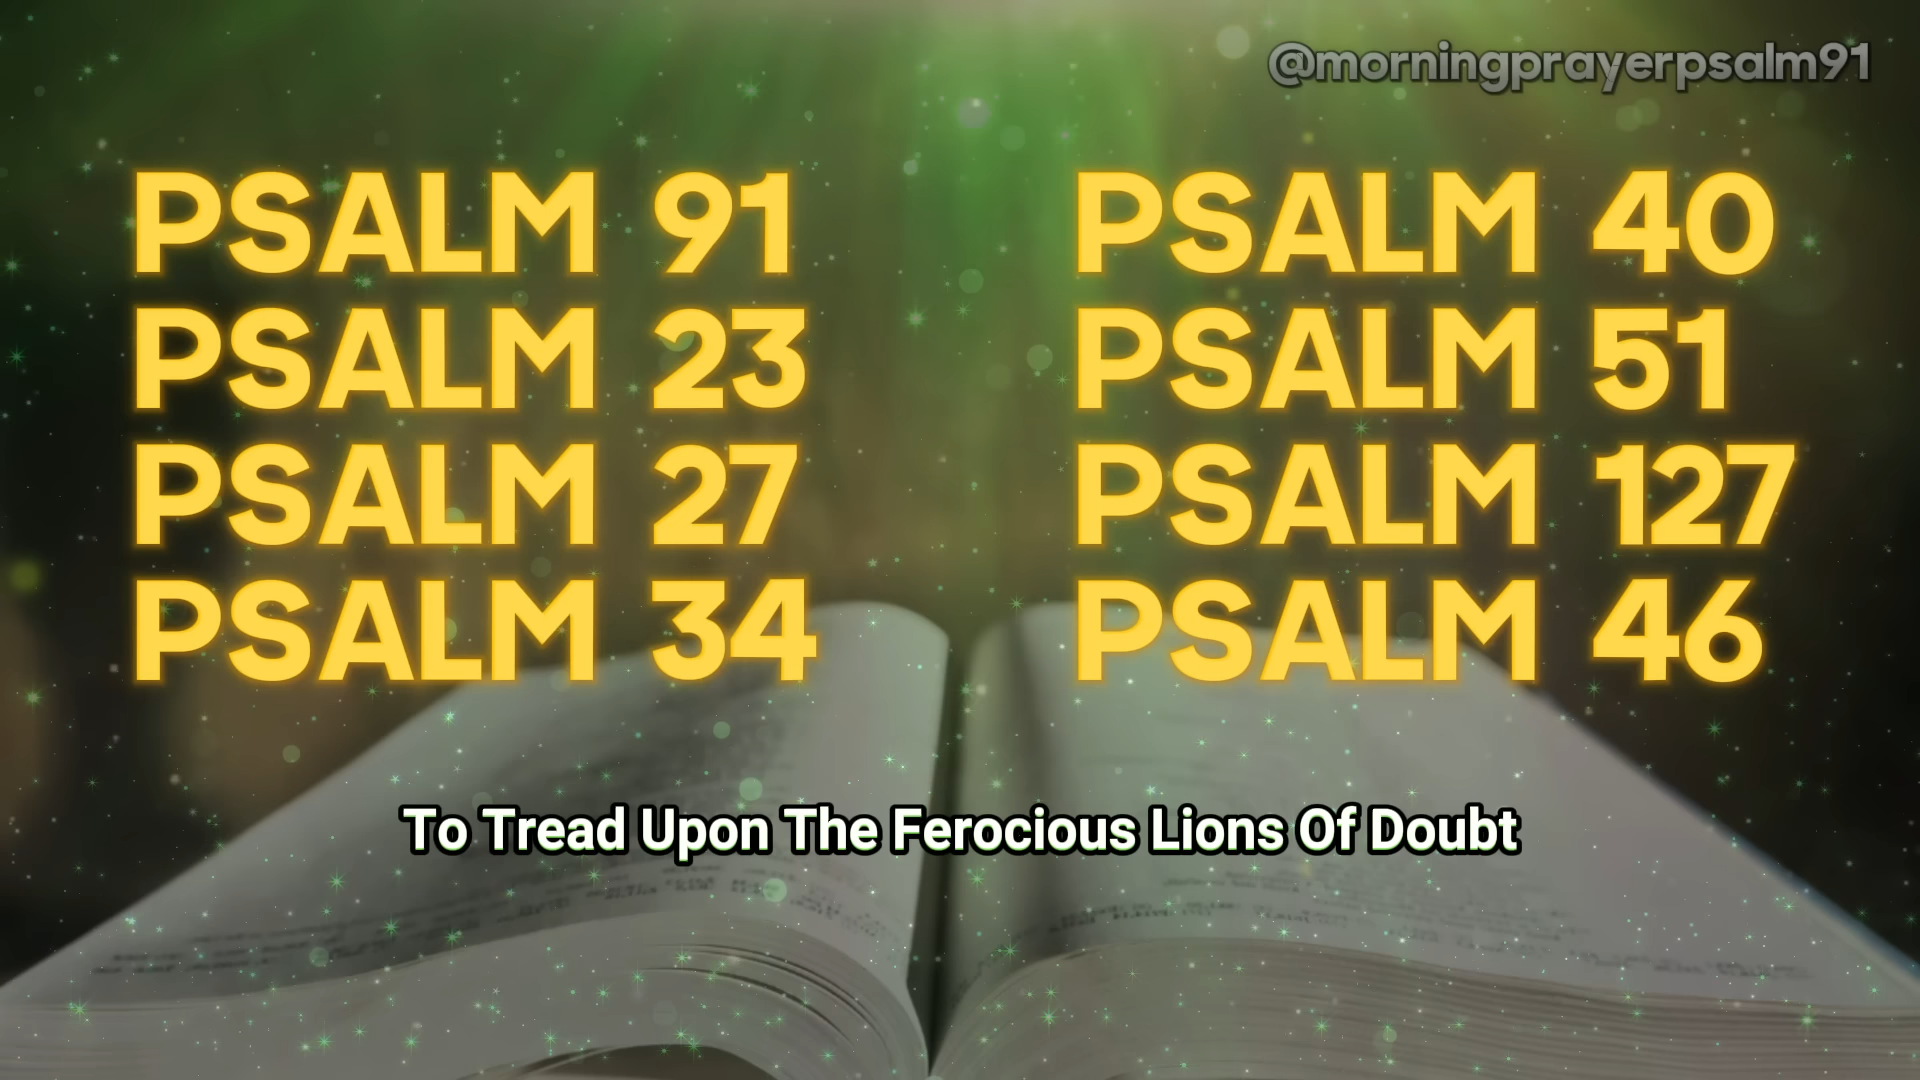 @morningprayerpsalm91
PSALM 91
PSALM 23
PSALM 27
PSALM 34
PSALM 40
PSALM 51
PSALM 127
PSALM 46
To Tread Upon The Ferocious Lions Of Doubt